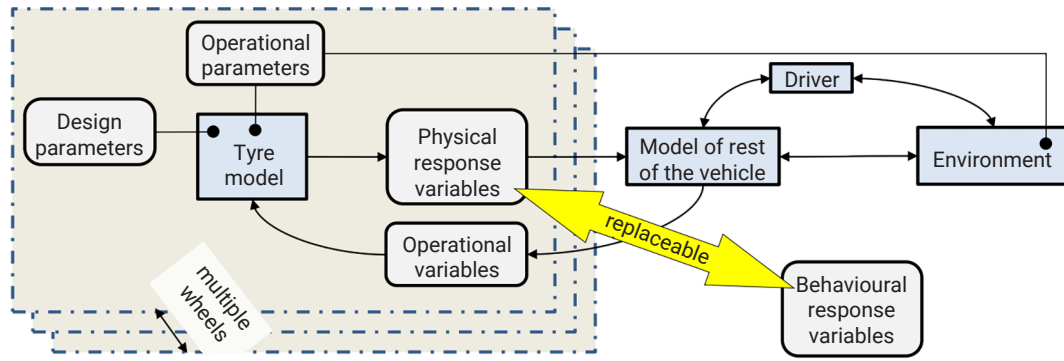 Operational
parameters
Design
parameters
Tyre
model
Physical
response
variables
Operational
variables
multiple
wheels
Driver
Model of rest
of the vehicle
Environment
replaceable
Behavioural
response
variables